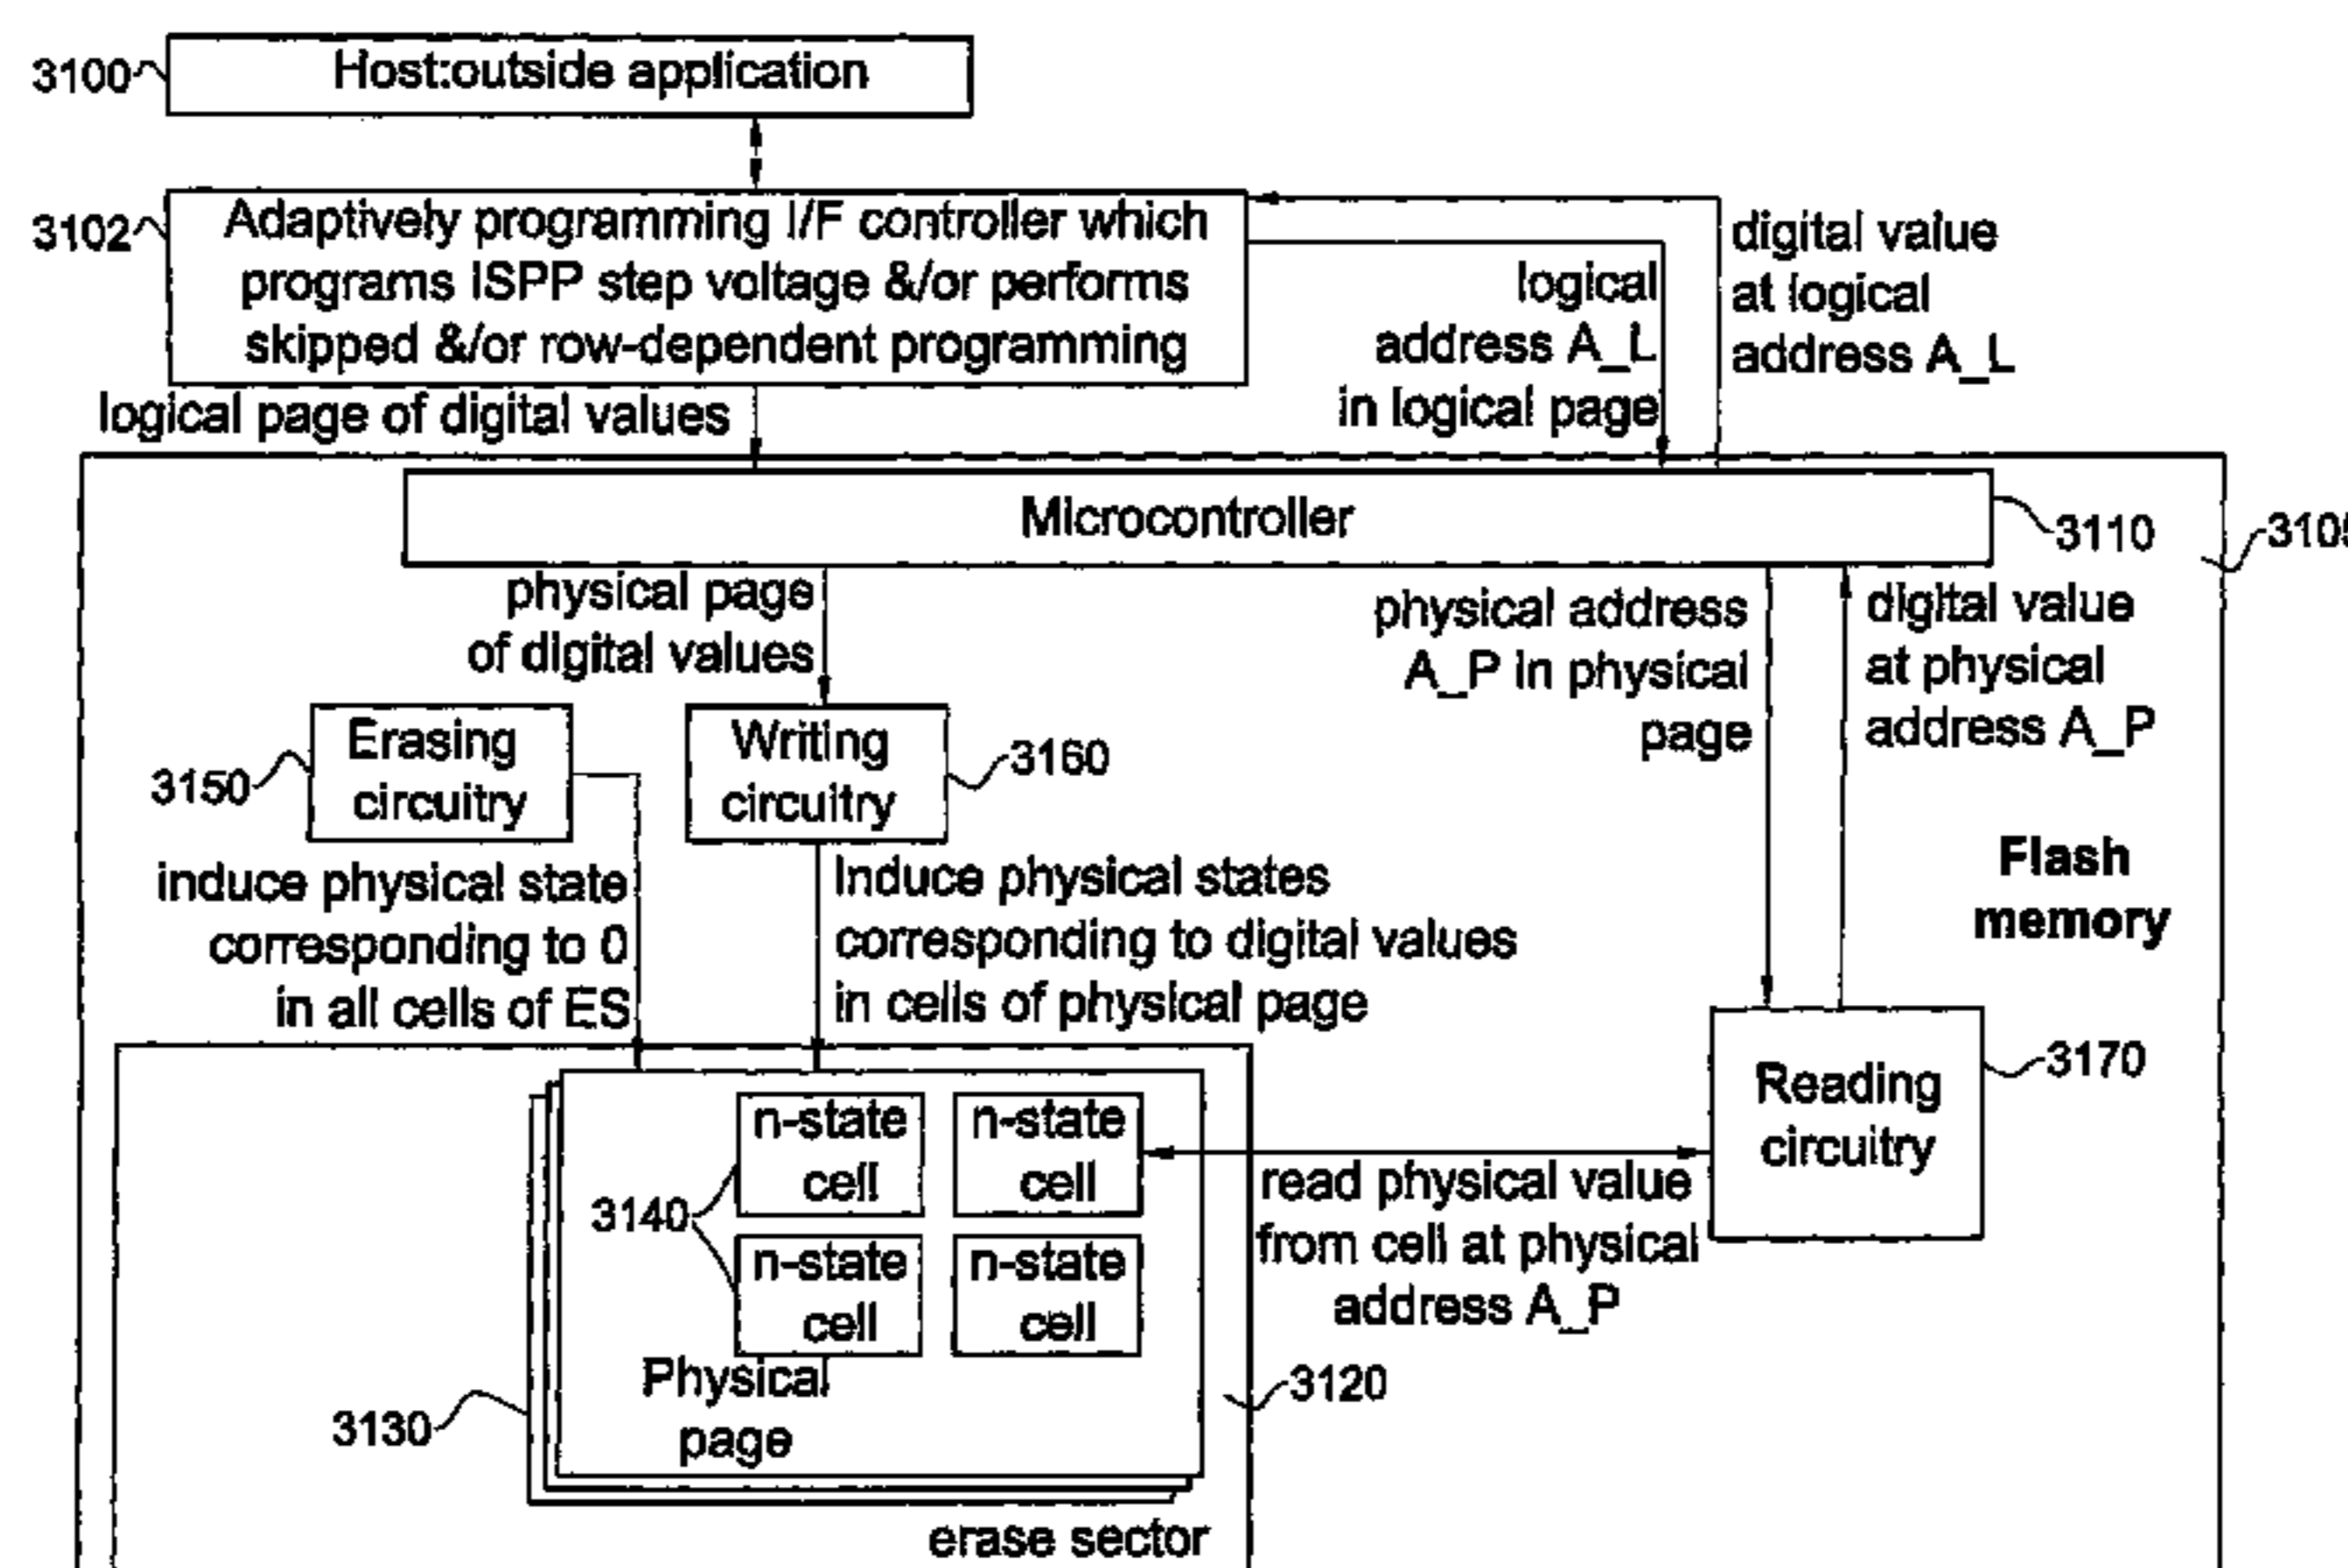 3100
Host:outside application
3102
Adaptively programming I/F controller which
programs ISPP step voltage &/or performs
skipped &/or row-dependent programming
logical
address A_L
in logical page
digital value
at logical
address A_L
logical page of digital values
Microcontroller
3110
3105
physical page
of digital values
physical address
A_P in physical
page
digital value
at physical
address A_P
3150
Erasing
circuitry
Writing
circuitry
3160
Flash
memory
induce physical state
corresponding to 0
in all cells of ES
Induce physical states
corresponding to digital values
in cells of physical page
Reading
circuitry
3170
n-state
cell
n-state
cell
3140
n-state
cell
n-state
cell
read physical value
from cell at physical
address A_P
Physical
page
3130
3120
erase sector